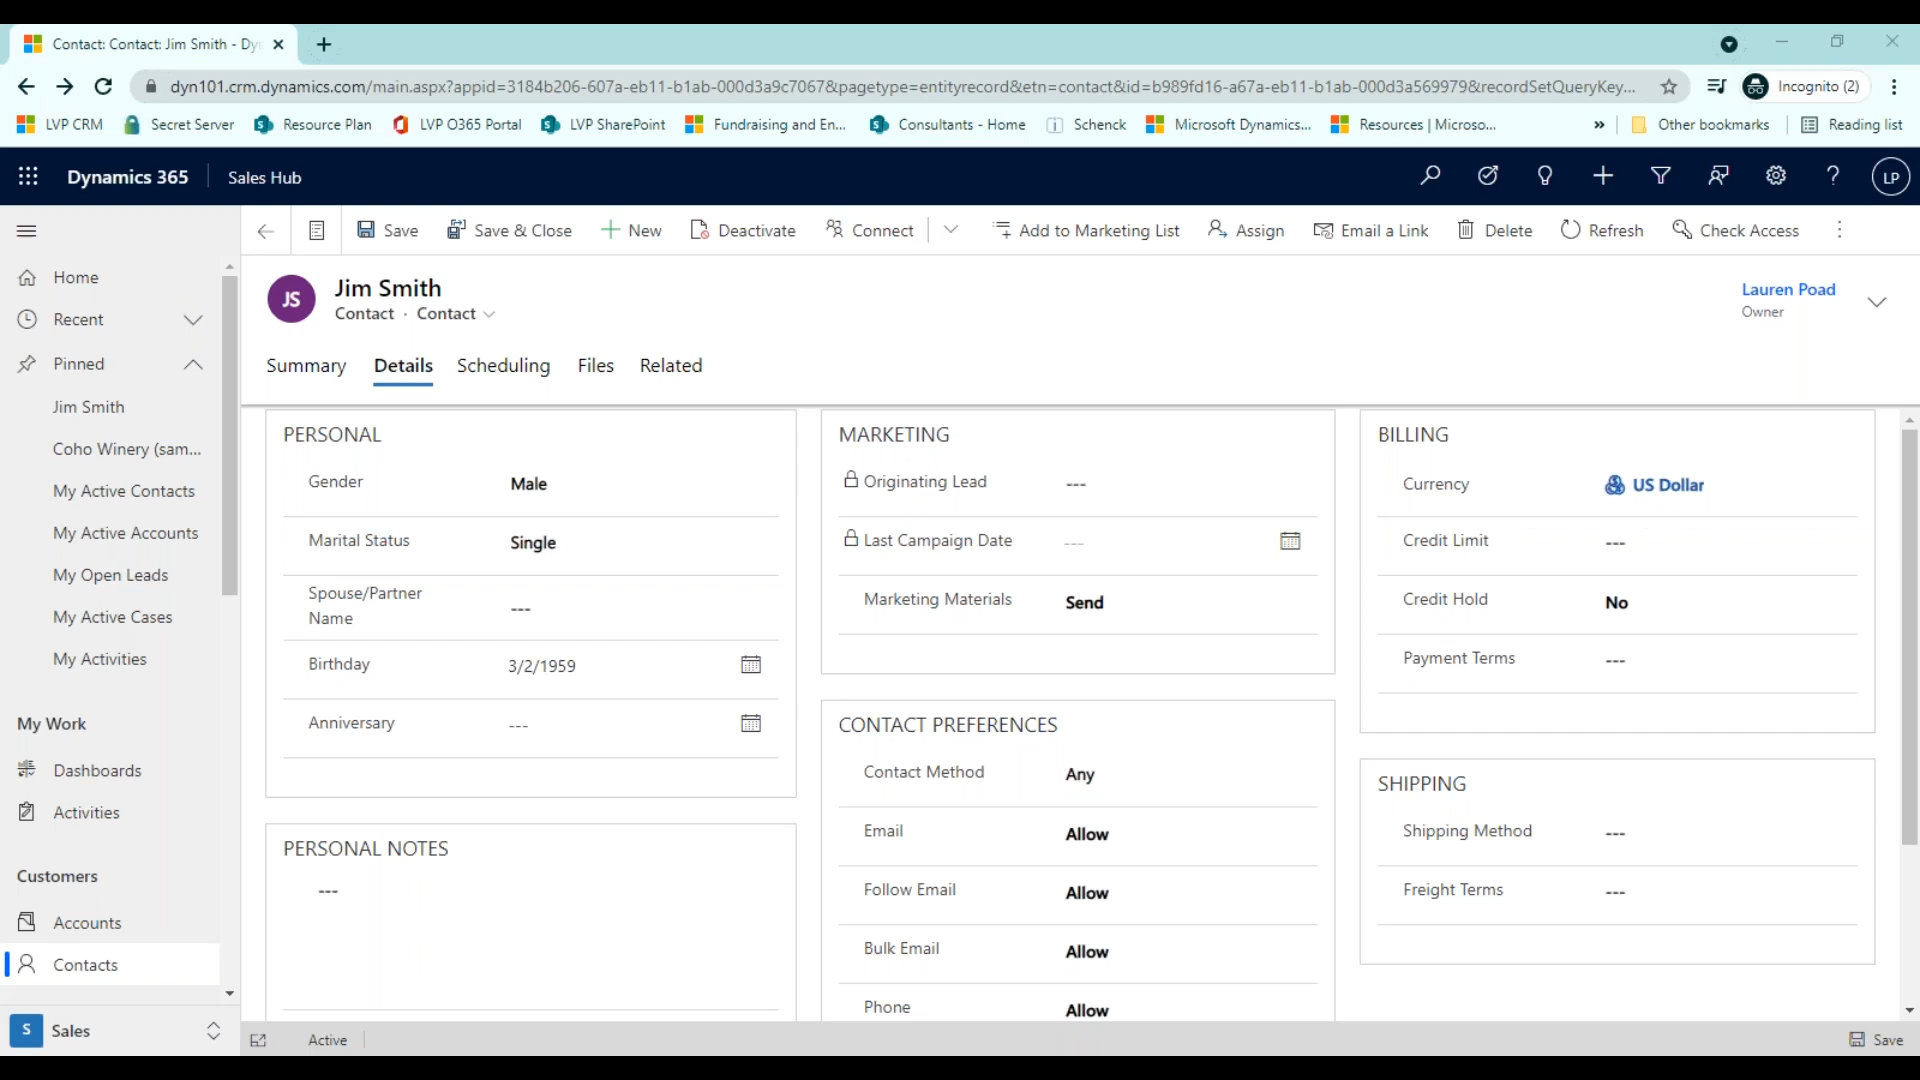 Contact: Contact: Jim Smith - Dy
dyn101.crm.dynamics.com/main.aspx?appid=3184b206-607a-eb11-b1ab-000d3a9c7067&pagetype=entityrecord&etn=contact&id=b989fd16-a67a-eb11-b1ab-000d3a569979&recordSetQueryKey...
Incognito (2)
LVP CRM
Secret Server
Resource Plan
LVP O365 Portal
LVP SharePoint
Fundraising and En...
Consultants - Home
Schenck
Microsoft Dynamics...
Resources | Microso...
»
Other bookmarks
Reading list
Dynamics 365
Sales Hub
LP
Save
Save & Close
New
Deactivate
Connect
Add to Marketing List
Assign
Email a Link
Delete
Refresh
Check Access
Home
Recent
Pinned
Jim Smith
Coho Winery (sam...
My Active Contacts
My Active Accounts
My Open Leads
My Active Cases
My Activities
My Work
Dashboards
Activities
Customers
Accounts
Contacts
S
Sales
JS
Jim Smith
Contact · Contact
Lauren Poad
Owner
Summary
Details
Scheduling
Files
Related
PERSONAL
Gender
Male
Marital Status
Single
Spouse/Partner
Name
---
Birthday
3/2/1959
Anniversary
---
PERSONAL NOTES
---
MARKETING
Originating Lead
---
Last Campaign Date
---
Marketing Materials
Send
CONTACT PREFERENCES
Contact Method
Any
Email
Allow
Follow Email
Allow
Bulk Email
Allow
Phone
Allow
BILLING
Currency
US Dollar
Credit Limit
---
Credit Hold
No
Payment Terms
---
SHIPPING
Shipping Method
---
Freight Terms
---
Active
Save